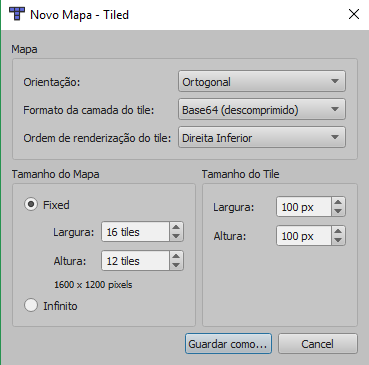 Novo Mapa - Tiled
Mapa
Orientação: Ortogonal
Formato da camada do tile: Base64 (descomprimido)
Ordem de renderização do tile: Direita Inferior
Tamanho do Mapa
Fixed
Largura: 16 tiles
Altura: 12 tiles
1600 x 1200 pixels
Infinito
Tamanho do Tile
Largura: 100 px
Altura: 100 px
Guardar como...
Cancel